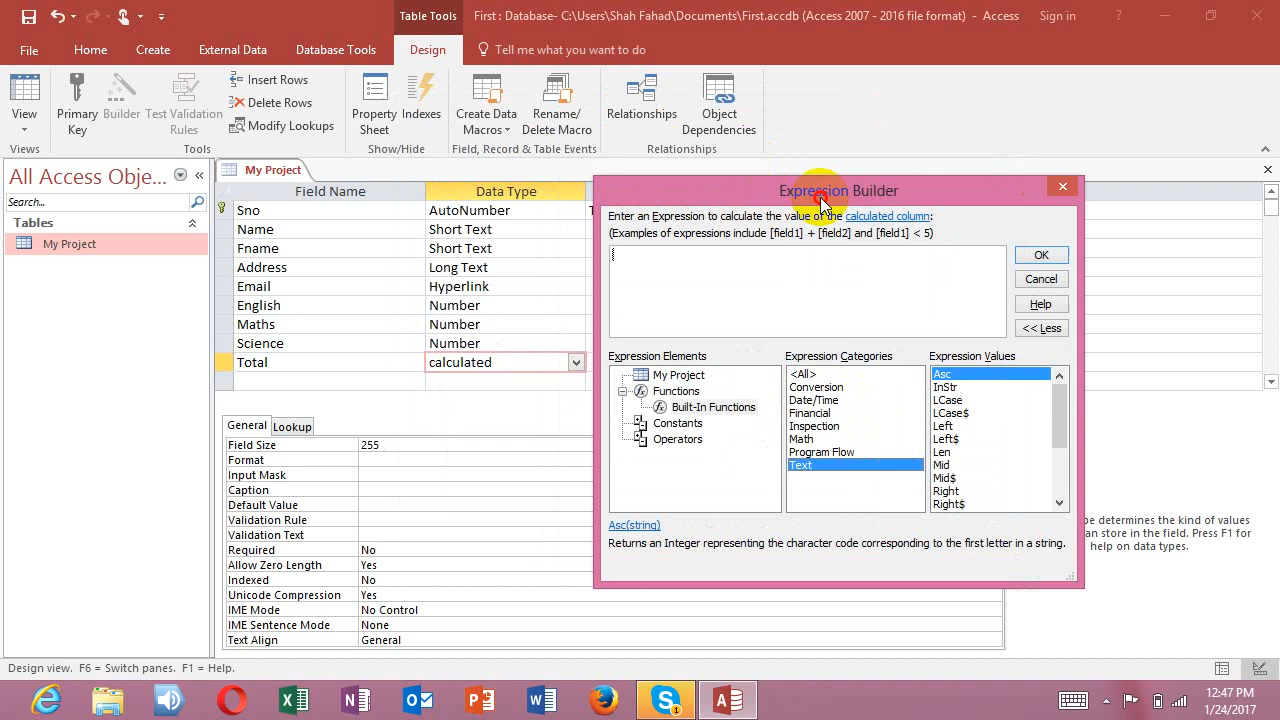 Table Tools
First : Database- C:\Users\Shah Fahad\Documents\First.accdb (Access 2007 - 2016 file format) - Access
Sign in
?
File
Home
Create
External Data
Database Tools
Design
Tell me what you want to do
View
Primary Key
Builder
Test Validation Rules
Insert Rows
Delete Rows
Modify Lookups
Property Sheet
Indexes
Create Data Macros
Rename/ Delete Macro
Relationships
Object Dependencies
Views
Tools
Show/Hide
Field, Record & Table Events
Relationships
All Access Obje...
Search...
Tables
My Project
My Project
Field Name
Data Type
Sno
AutoNumber
Name
Short Text
Fname
Short Text
Address
Long Text
Email
Hyperlink
English
Number
Maths
Number
Science
Number
Total
calculated
General
Lookup
Field Size
255
Format
Input Mask
Caption
Default Value
Validation Rule
Validation Text
Required
No
Allow Zero Length
Yes
Indexed
No
Unicode Compression
Yes
IME Mode
No Control
IME Sentence Mode
None
Text Align
General
Expression Builder
Enter an Expression to calculate the value of the calculated column:
(Examples of expressions include [field1] + [field2] and [field1] < 5)
OK
Cancel
Help
<< Less
Expression Elements
My Project
Functions
Built-In Functions
Constants
Operators
Expression Categories
<All>
Conversion
Date/Time
Financial
Inspection
Math
Program Flow
Text
Expression Values
Asc
InStr
LCase
LCase$
Left
Left$
Len
Mid
Mid$
Right
Right$
Asc(string)
Returns an Integer representing the character code corresponding to the first letter in a string.
pe determines the kind of values
an store in the field. Press F1 for
help on data types.
Design view. F6 = Switch panes. F1 = Help.
12:47 PM
1/24/2017